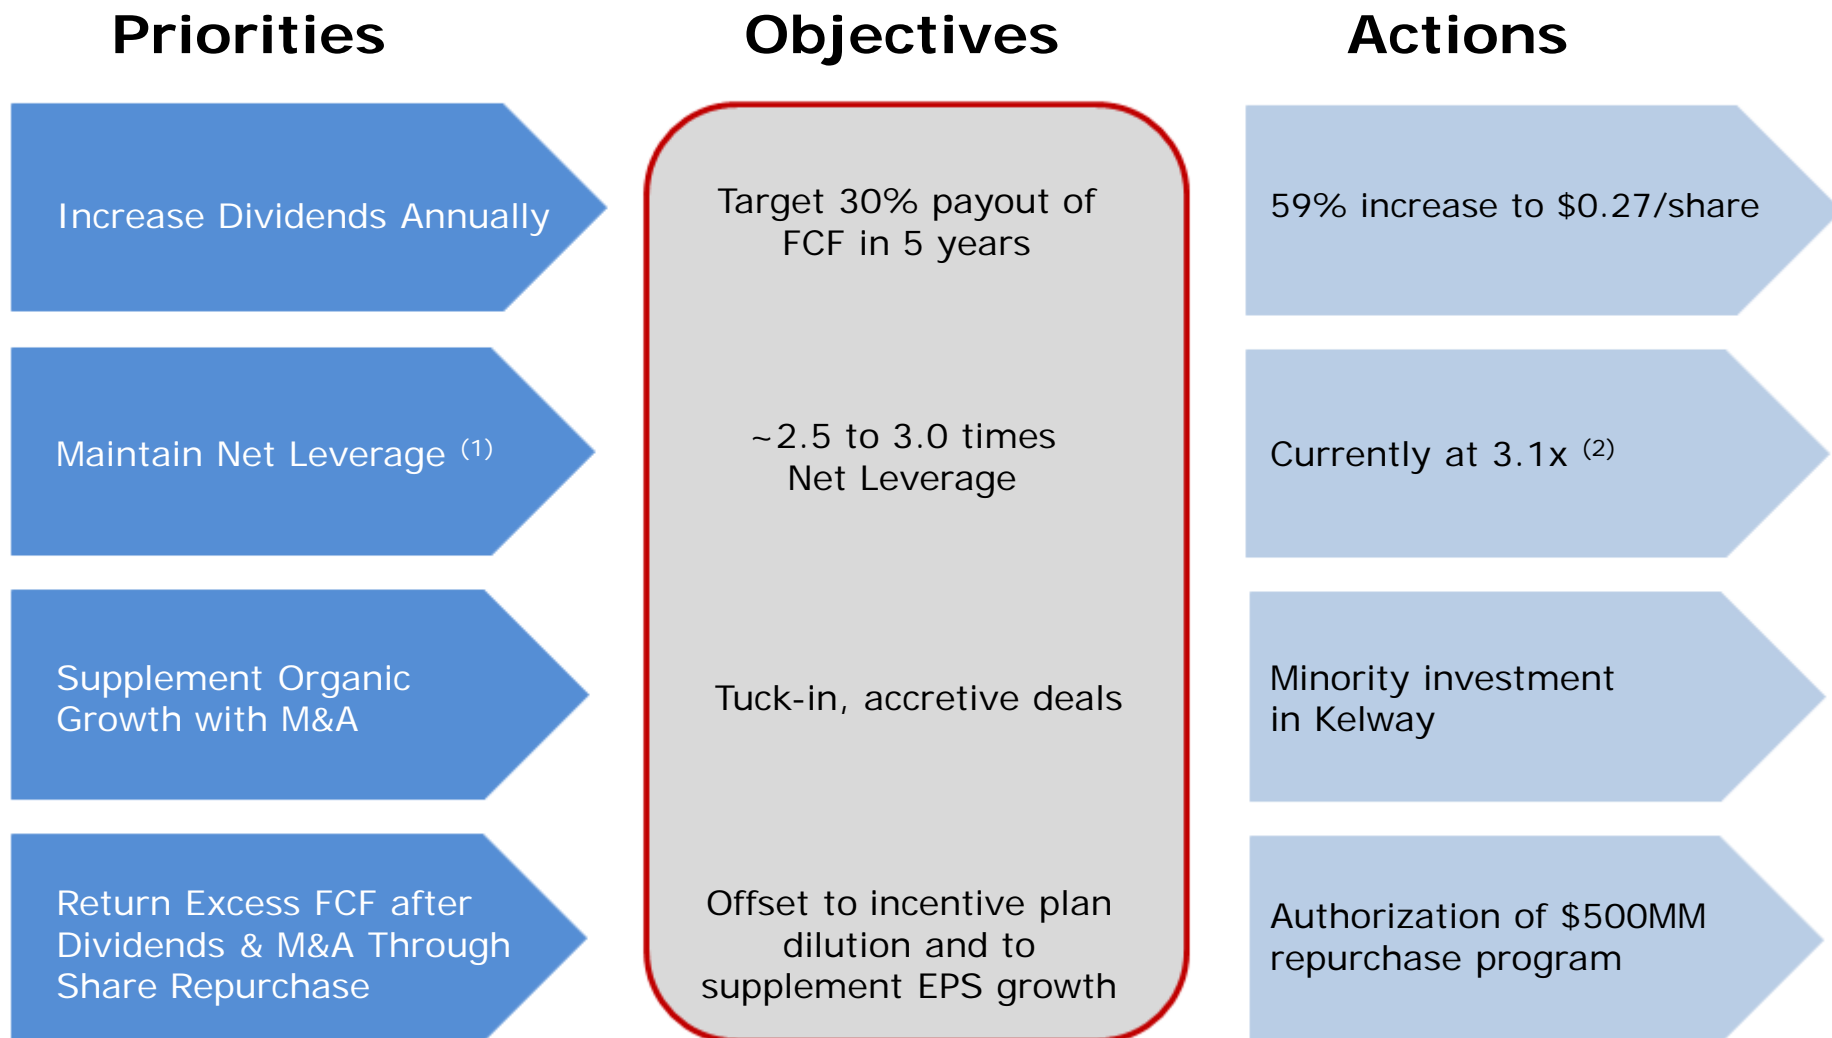 Priorities
Objectives
Actions
Increase Dividends Annually
Target 30% payout of
FCF in 5 years
59% increase to $0.27/share
Maintain Net Leverage (1)
~2.5 to 3.0 times
Net Leverage
Currently at 3.1x (2)
Supplement Organic
Growth with M&A
Tuck-in, accretive deals
Minority investment
in Kelway
Return Excess FCF after
Dividends & M&A Through
Share Repurchase
Offset to incentive plan
dilution and to
supplement EPS growth
Authorization of $500MM
repurchase program